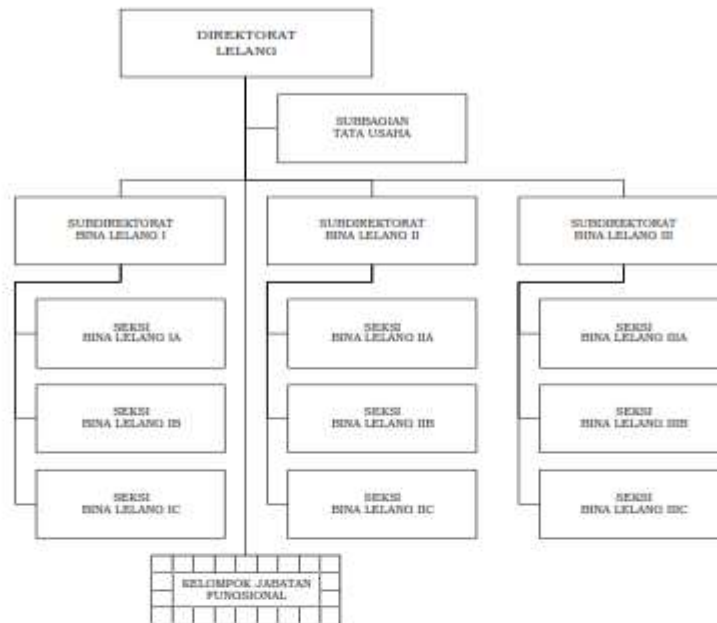 DIREKTORAT
LELANG
SUBBAGIAN
TATA USAHA
SUBDIREKTORAT
BINA LELANG I
SUBDIREKTORAT
BINA LELANG II
SUBDIREKTORAT
BINA LELANG III
SEKSI
BINA LELANG IA
SEKSI
BINA LELANG IIA
SEKSI
BINA LELANG IIIA
SEKSI
BINA LELANG IB
SEKSI
BINA LELANG IIB
SEKSI
BINA LELANG IIIB
SEKSI
BINA LELANG IC
SEKSI
BINA LELANG IIC
SEKSI
BINA LELANG IIIC
KELOMPOK JABATAN
FUNGSIONAL